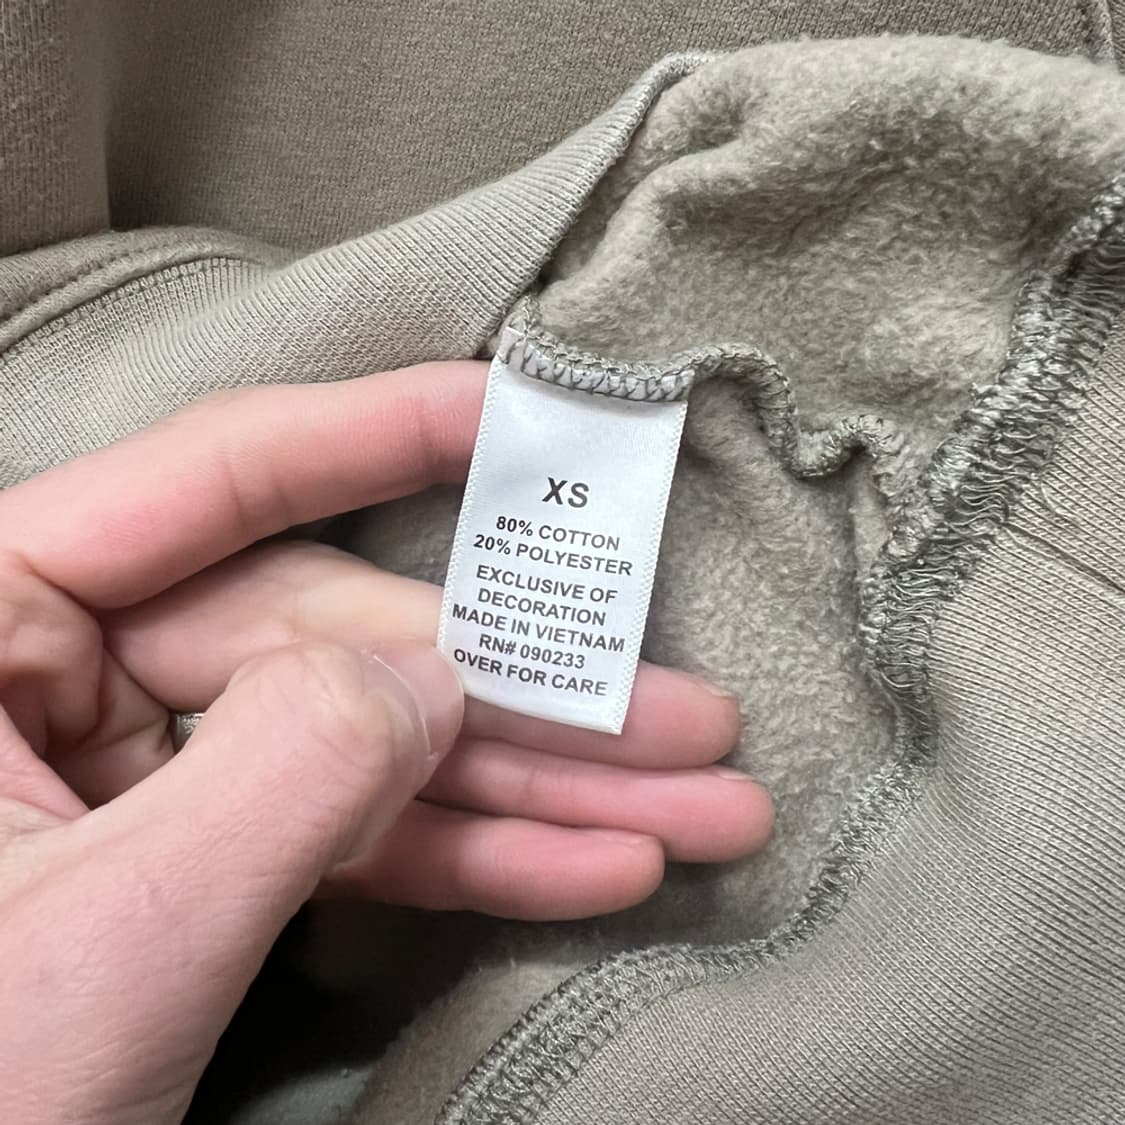 XS
80% COTTON
20% POLYESTER
EXCLUSIVE OF
DECORATION
MADE IN VIETNAM
RN# 090233
OVER FOR CARE